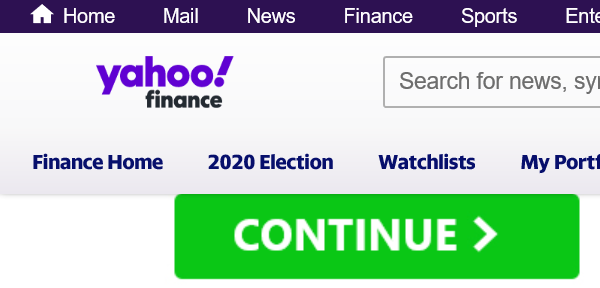 Home Mail News Finance Sports Ente
yahoo!
finance
Search for news, sy
Finance Home 2020 Election Watchlists My Portf
CONTINUE >